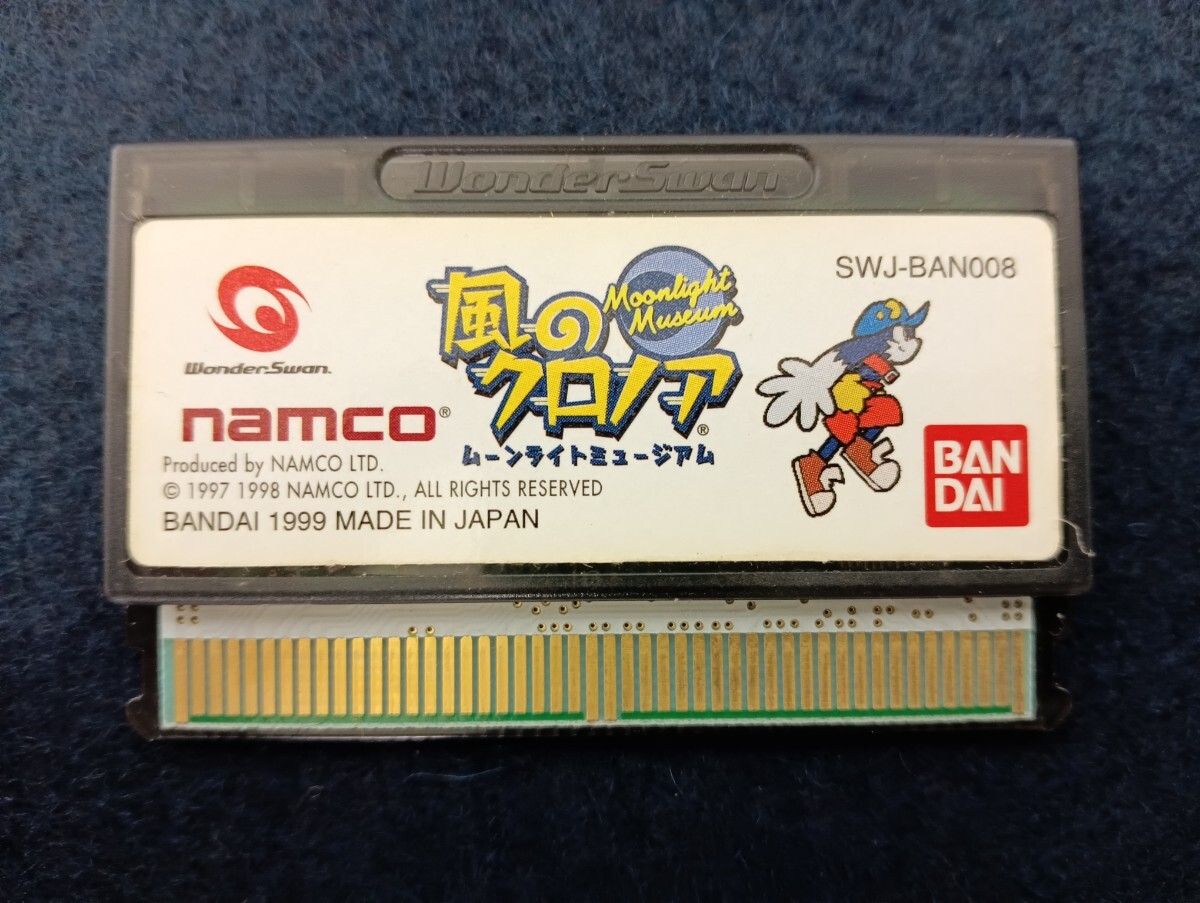 WonderSwan
SWJ-BAN008
Moonlight
Museum
風の
クロノア®
ムーンライトミュージアム
WonderSwan™
namco®
BAN
DAI
Produced by NAMCO LTD.
© 1997 1998 NAMCO LTD., ALL RIGHTS RESERVED
BANDAI 1999 MADE IN JAPAN